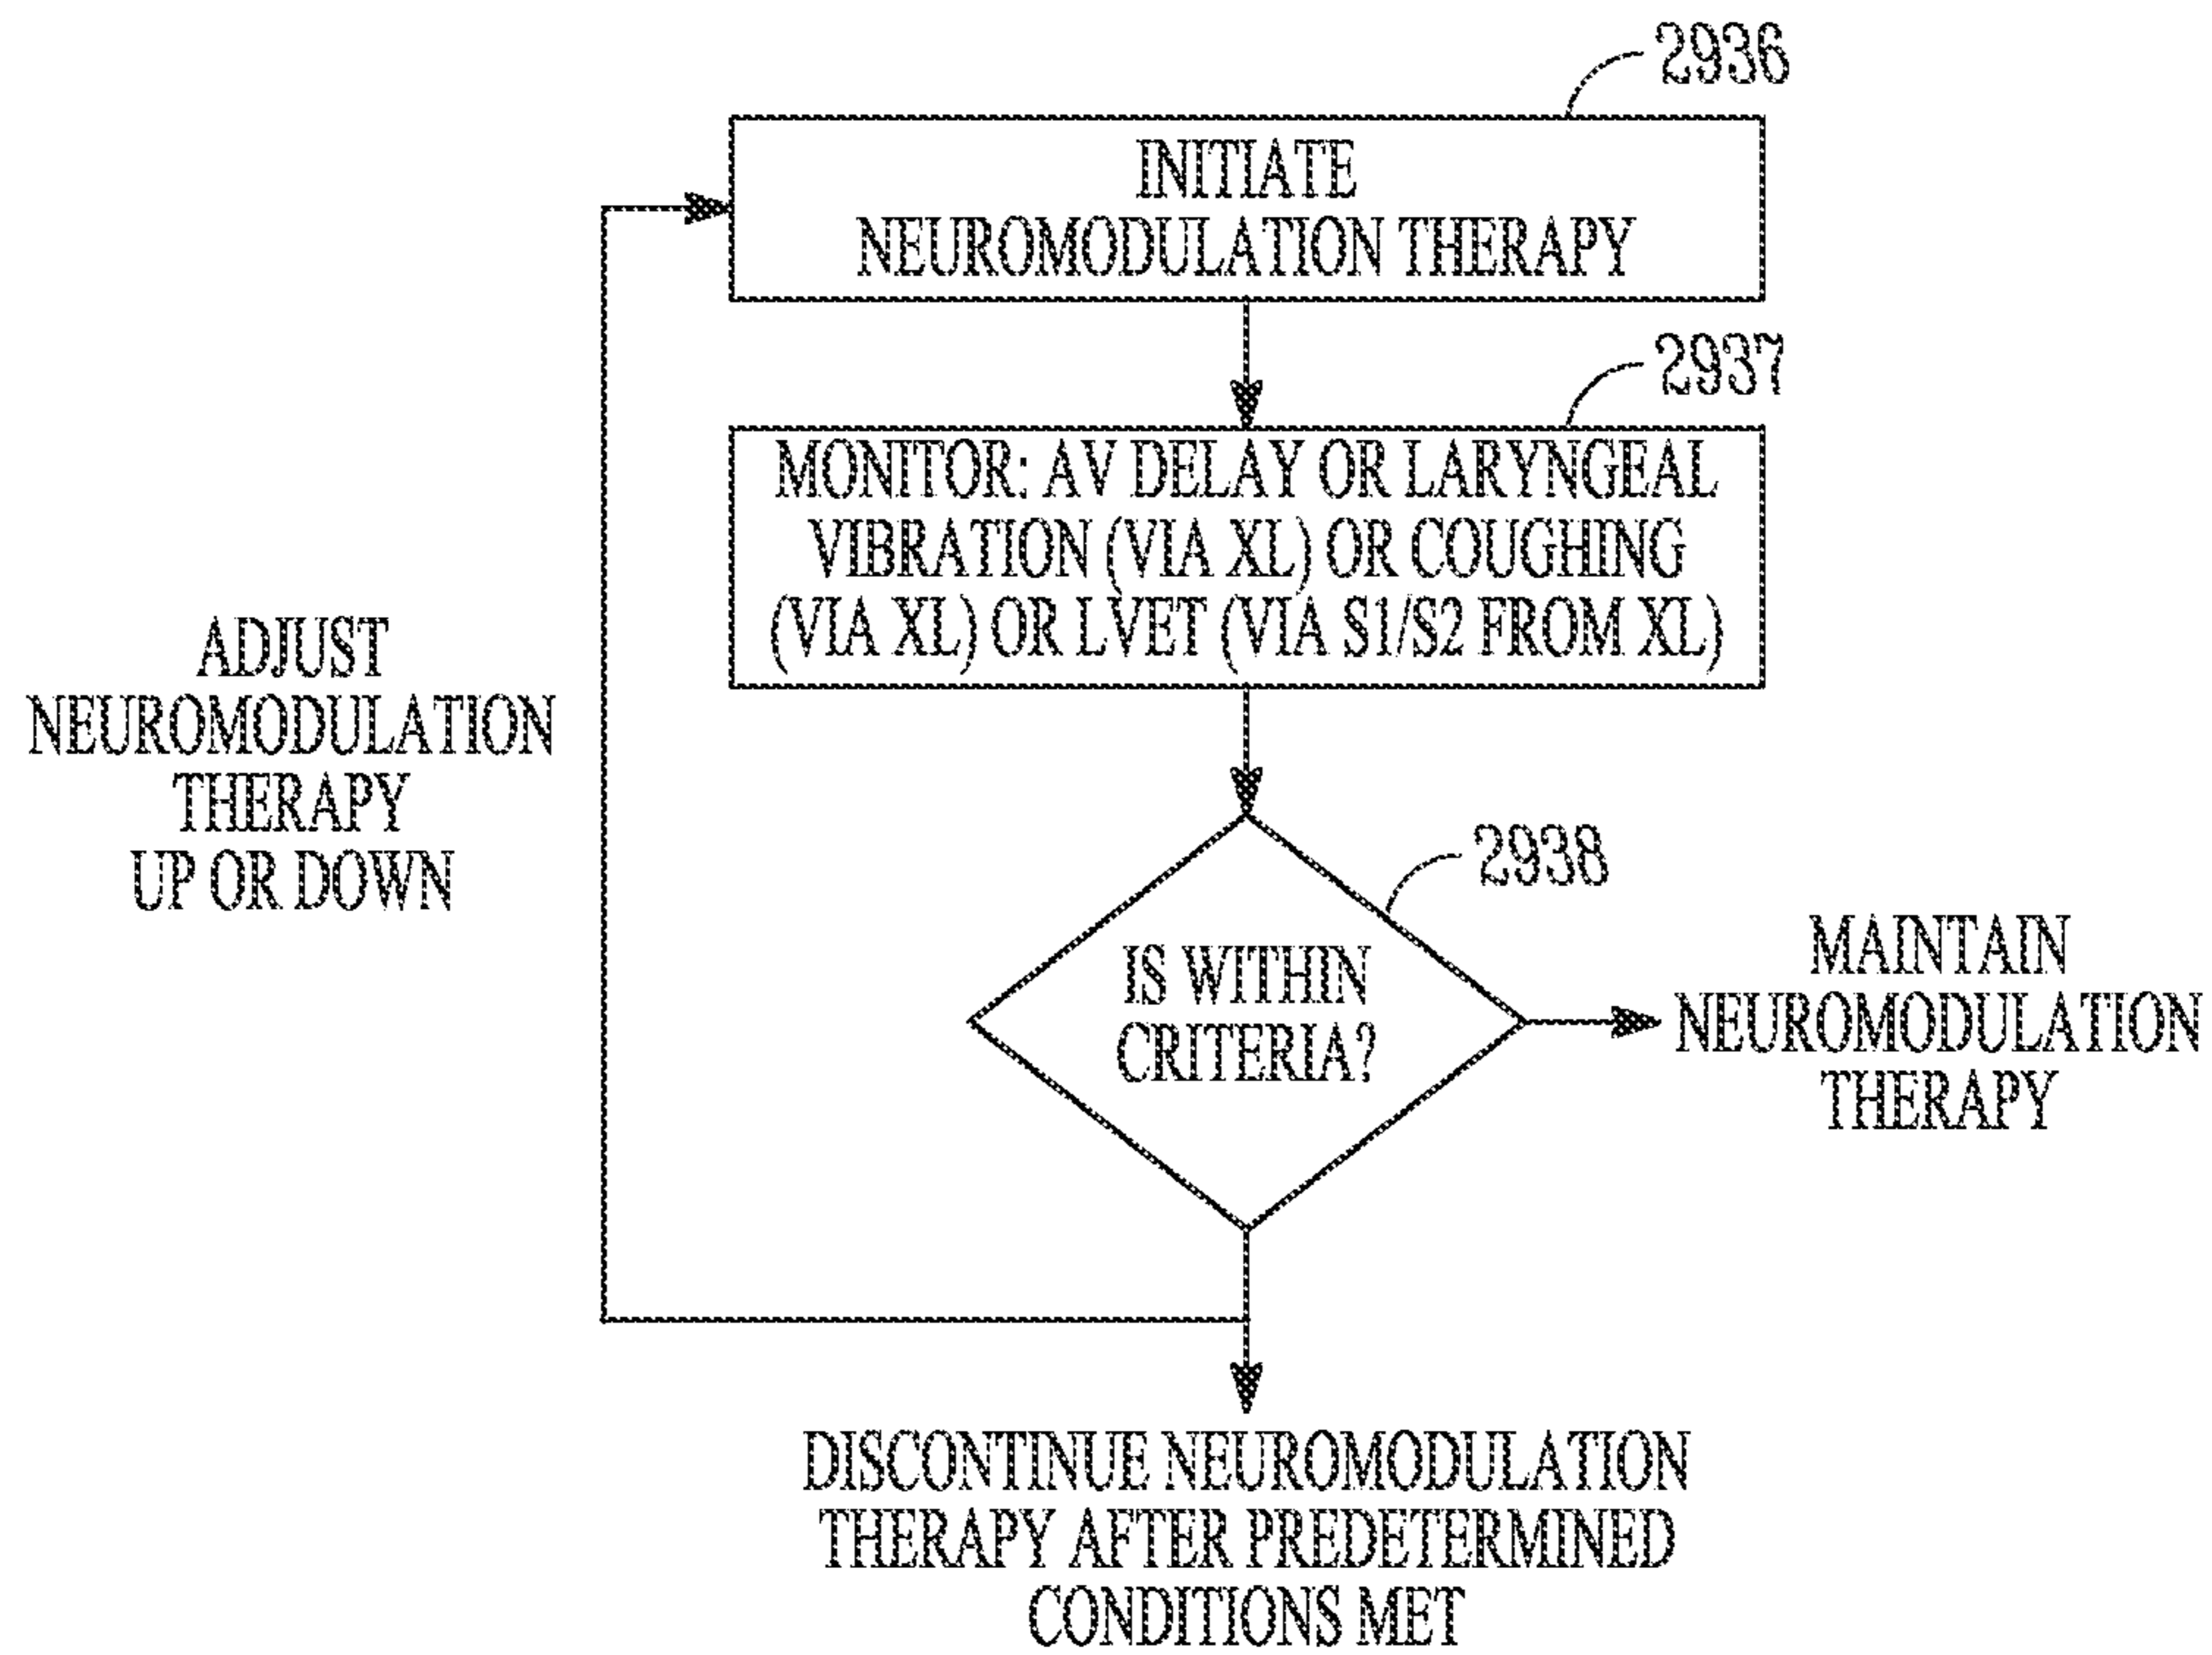 2936
INITIATE
NEUROMODULATION THERAPY
2937
MONITOR: AV DELAY OR LARYNGEAL
VIBRATION (VIA XL) OR COUGHING
(VIA XL) OR LVET (VIA S1/S2 FROM XL)
ADJUST
NEUROMODULATION
THERAPY
UP OR DOWN
2938
IS WITHIN
CRITERIA?
MAINTAIN
NEUROMODULATION
THERAPY
DISCONTINUE NEUROMODULATION
THERAPY AFTER PREDETERMINED
CONDITIONS MET